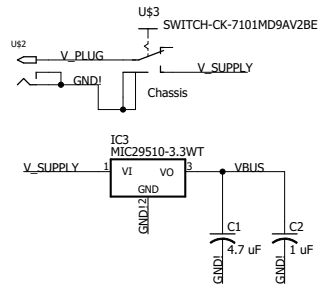 U$3
SWITCH-CK-7101MD9AV2BE
U$2
V_PLUG
V_SUPPLY
GND!
Chassis
IC3
MIC29510-3.3WT
V_SUPPLY
1
VI
VO
3
VBUS
GND
2
GND!
C1
4.7 uF
GND!
C2
1 uF
GND!